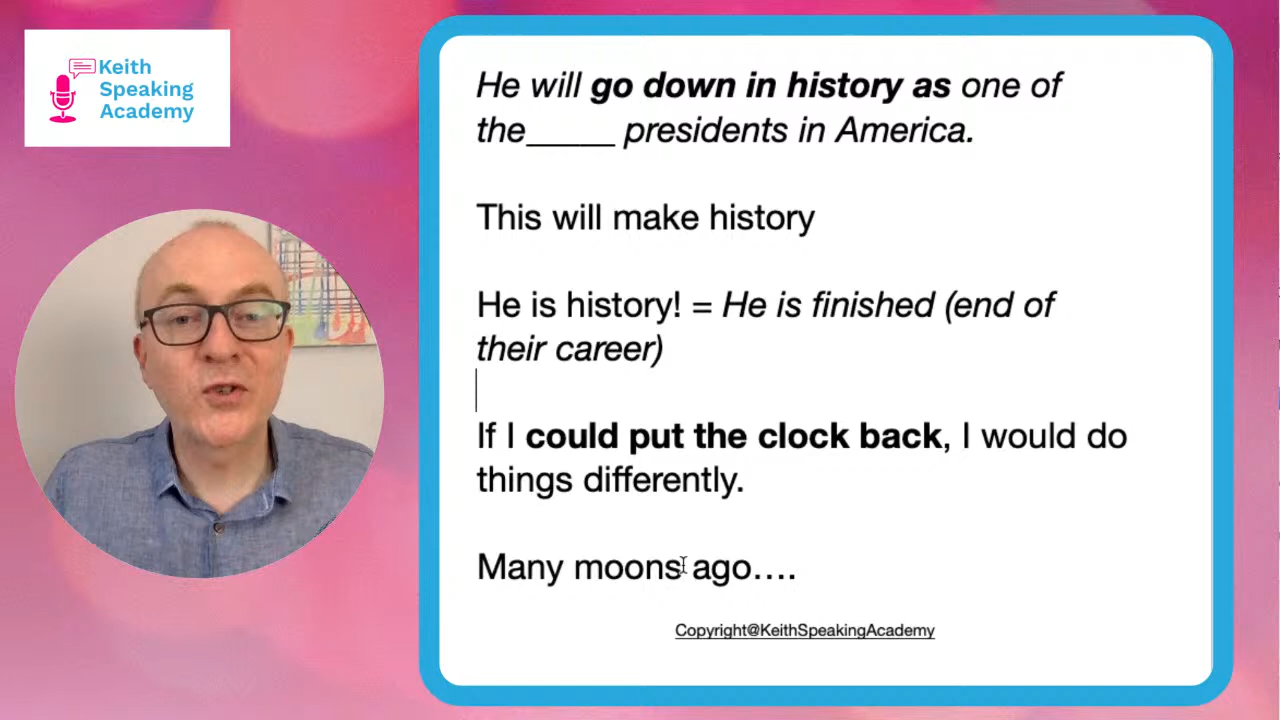 Keith
Speaking
Academy
He will go down in history as one of
the_____ presidents in America.
This will make history
He is history! = He is finished (end of
their career)
If I could put the clock back, I would do
things differently.
Many moons ago….
Copyright@KeithSpeakingAcademy